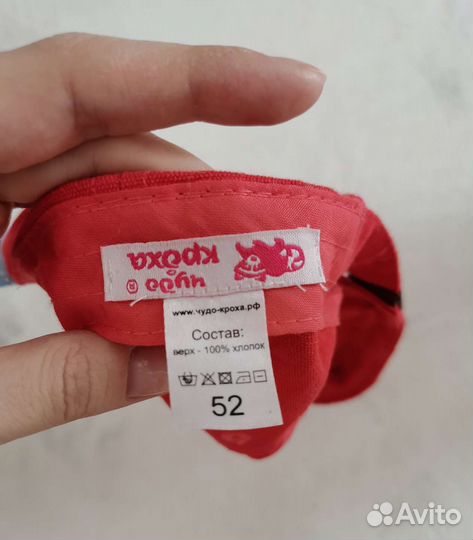 чудо
кроха ®
www.чудо-кроха.рф
Состав:
верх - 100% хлопок
52
Avito